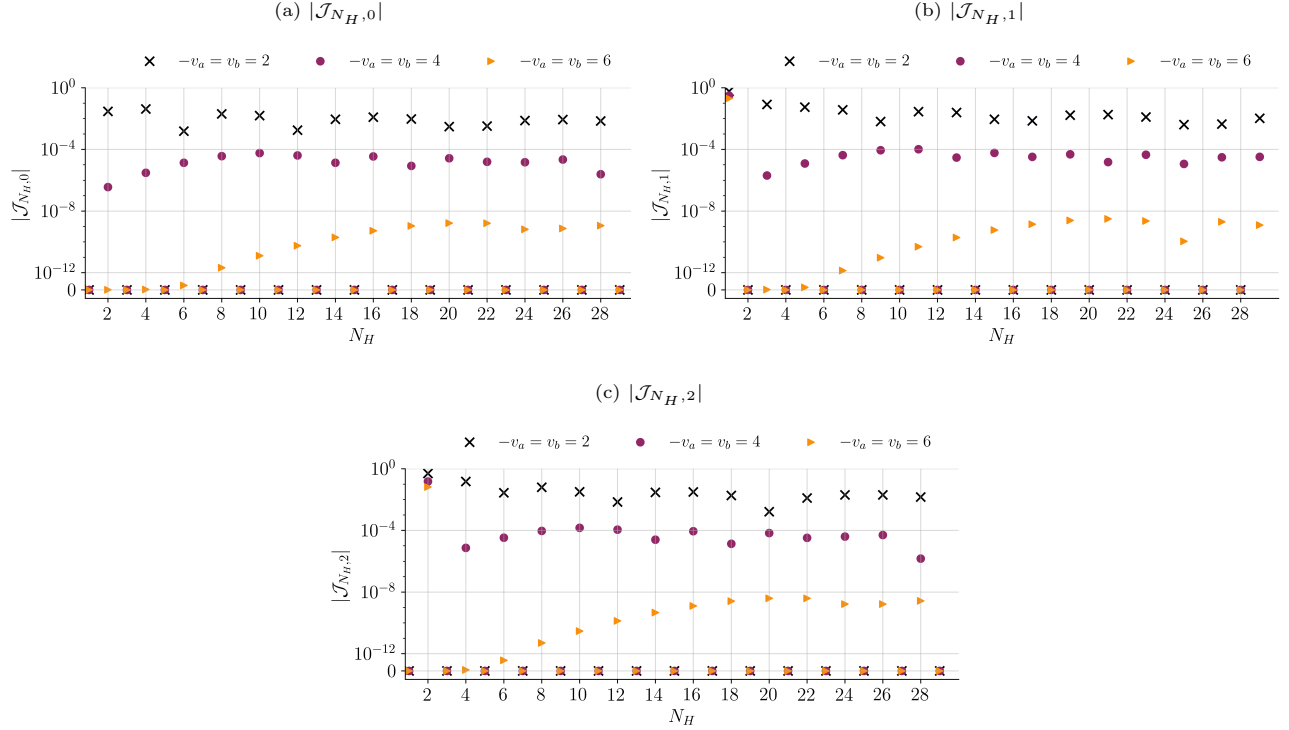 (a) |𝒥_{N_H,0}|
× −v_a = v_b = 2 ● −v_a = v_b = 4 ▶ −v_a = v_b = 6
|𝒥_{N_H,0}|
10^0
10^{−4}
10^{−8}
10^{−12}
0
2 4 6 8 10 12 14 16 18 20 22 24 26 28
N_H
(b) |𝒥_{N_H,1}|
× −v_a = v_b = 2 ● −v_a = v_b = 4 ▶ −v_a = v_b = 6
|𝒥_{N_H,1}|
10^0
10^{−4}
10^{−8}
10^{−12}
0
2 4 6 8 10 12 14 16 18 20 22 24 26 28
N_H
(c) |𝒥_{N_H,2}|
× −v_a = v_b = 2 ● −v_a = v_b = 4 ▶ −v_a = v_b = 6
|𝒥_{N_H,2}|
10^0
10^{−4}
10^{−8}
10^{−12}
0
2 4 6 8 10 12 14 16 18 20 22 24 26 28
N_H